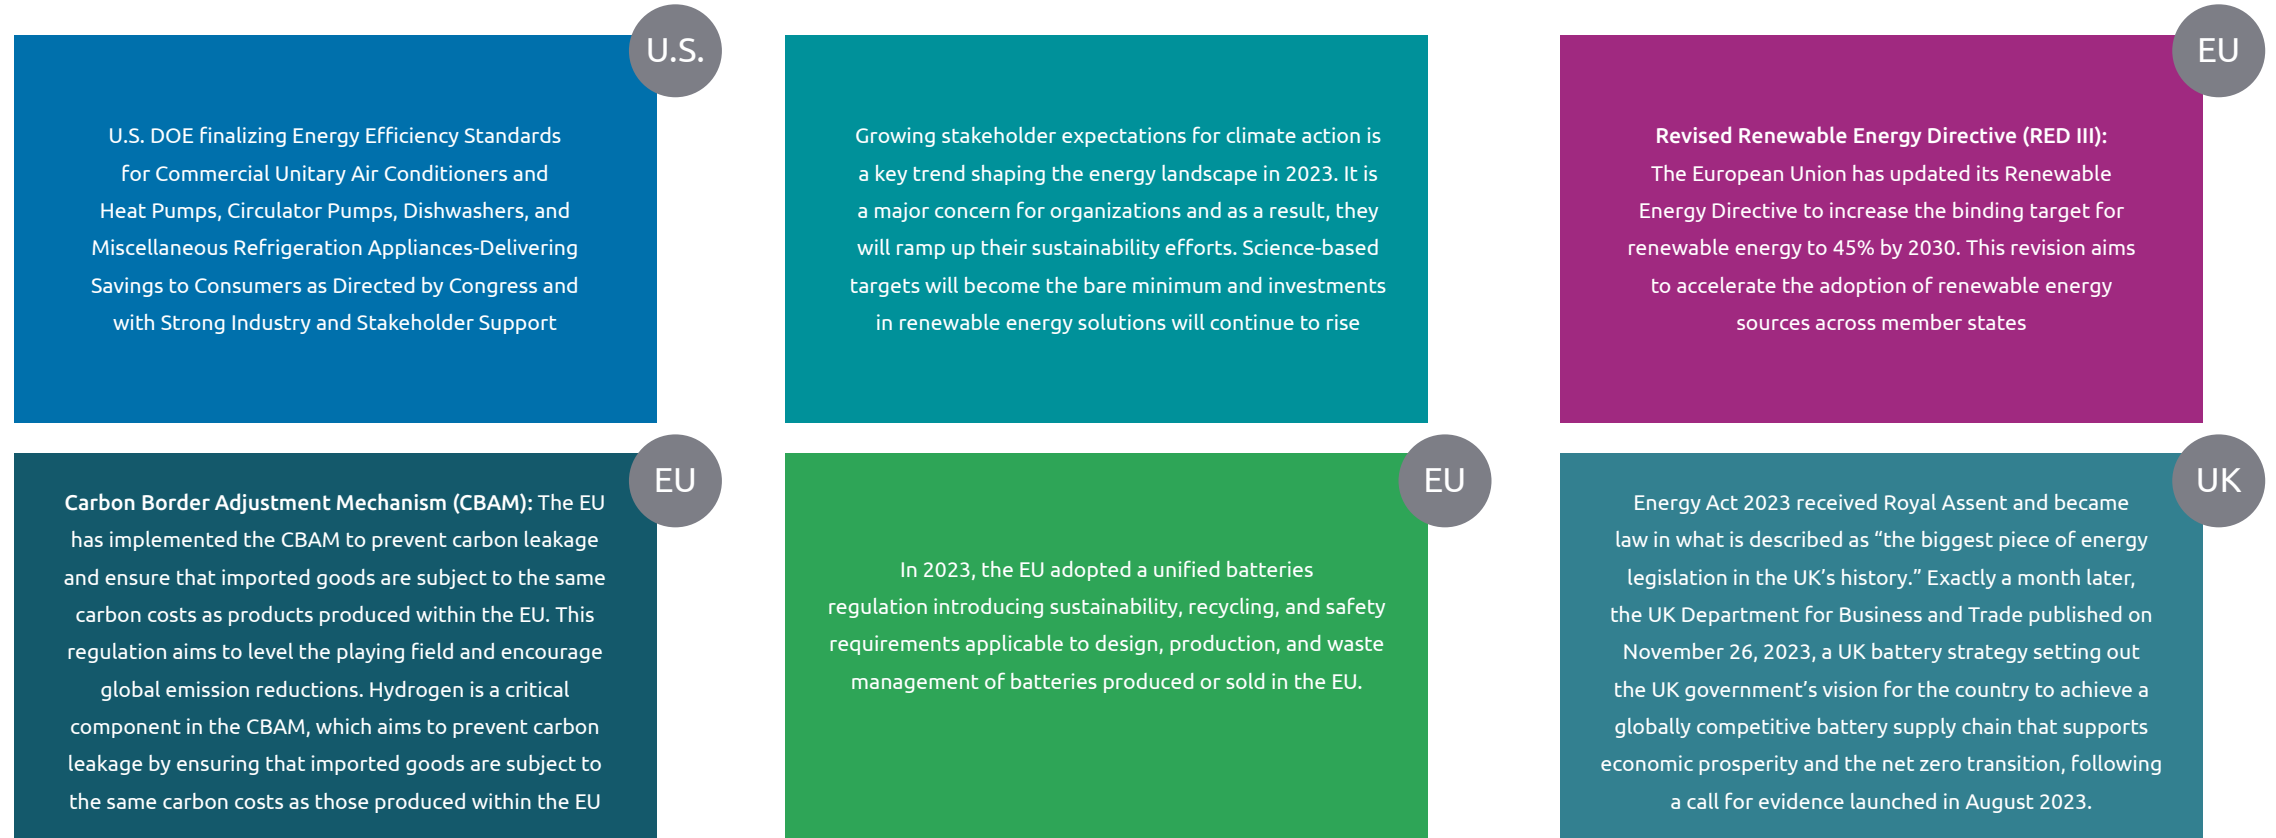 U.S.
U.S. DOE finalizing Energy Efficiency Standards
for Commercial Unitary Air Conditioners and
Heat Pumps, Circulator Pumps, Dishwashers, and
Miscellaneous Refrigeration Appliances-Delivering
Savings to Consumers as Directed by Congress and
with Strong Industry and Stakeholder Support
Growing stakeholder expectations for climate action is
a key trend shaping the energy landscape in 2023. It is
a major concern for organizations and as a result, they
will ramp up their sustainability efforts. Science-based
targets will become the bare minimum and investments
in renewable energy solutions will continue to rise
EU
Revised Renewable Energy Directive (RED III):
The European Union has updated its Renewable
Energy Directive to increase the binding target for
renewable energy to 45% by 2030. This revision aims
to accelerate the adoption of renewable energy
sources across member states
EU
Carbon Border Adjustment Mechanism (CBAM): The EU
has implemented the CBAM to prevent carbon leakage
and ensure that imported goods are subject to the same
carbon costs as products produced within the EU. This
regulation aims to level the playing field and encourage
global emission reductions. Hydrogen is a critical
component in the CBAM, which aims to prevent carbon
leakage by ensuring that imported goods are subject to
the same carbon costs as those produced within the EU
EU
In 2023, the EU adopted a unified batteries
regulation introducing sustainability, recycling, and safety
requirements applicable to design, production, and waste
management of batteries produced or sold in the EU.
UK
Energy Act 2023 received Royal Assent and became
law in what is described as “the biggest piece of energy
legislation in the UK’s history.” Exactly a month later,
the UK Department for Business and Trade published on
November 26, 2023, a UK battery strategy setting out
the UK government’s vision for the country to achieve a
globally competitive battery supply chain that supports
economic prosperity and the net zero transition, following
a call for evidence launched in August 2023.